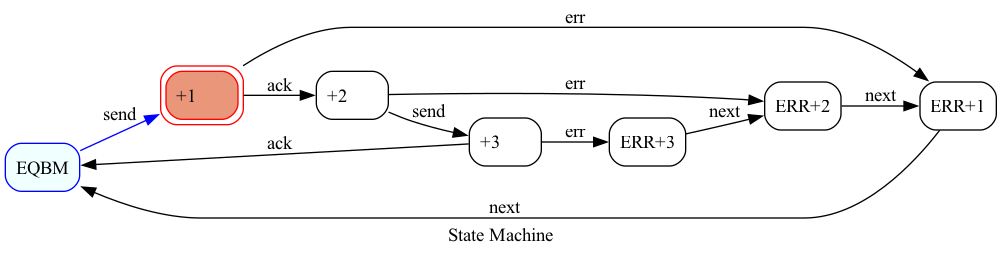 err
send
+1
ack
+2
err
send
+3
err
ERR+3
next
ERR+2
next
ERR+1
EQBM
ack
next
State Machine